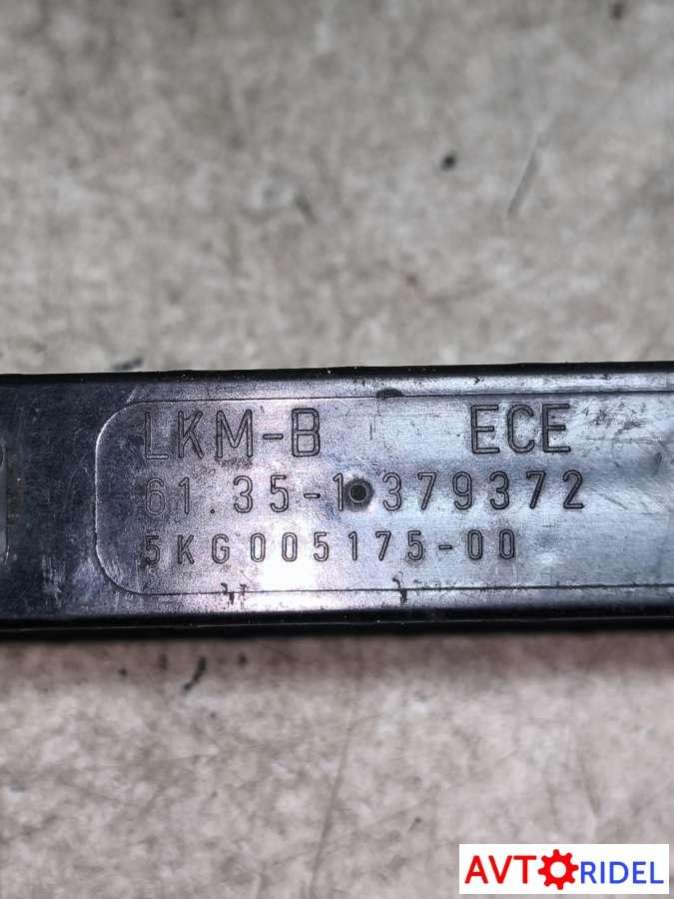 LKM-B ECE
61.35-1 379372
5KG005175-00
AVTORIDEL